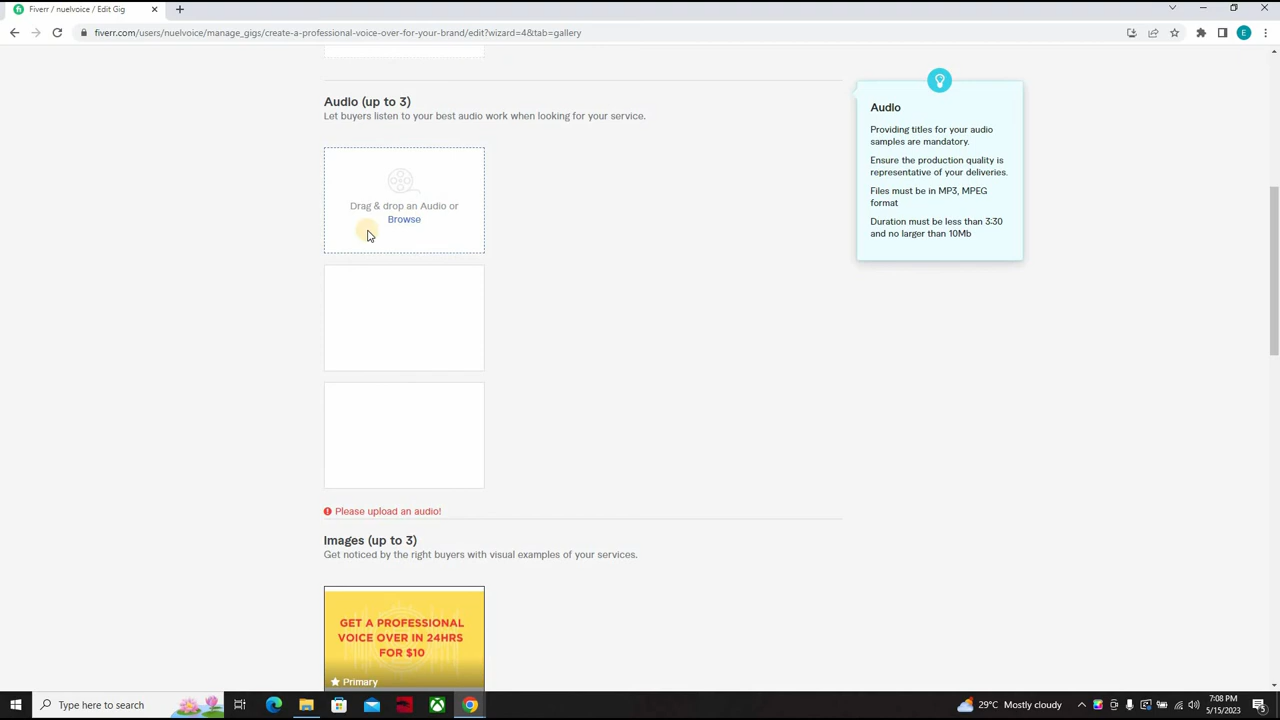 Fiverr / nuelvoice / Edit Gig
fiverr.com/users/nuelvoice/manage_gigs/create-a-professional-voice-over-for-your-brand/edit?wizard=4&tab=gallery
E
Audio (up to 3)
Let buyers listen to your best audio work when looking for your service.
Drag & drop an Audio or
Browse
Audio
Providing titles for your audio
samples are mandatory.
Ensure the production quality is
representative of your deliveries.
Files must be in MP3, MPEG
format
Duration must be less than 3:30
and no larger than 10Mb
Please upload an audio!
Images (up to 3)
Get noticed by the right buyers with visual examples of your services.
GET A PROFESSIONAL
VOICE OVER IN 24HRS
FOR $10
Primary
Type here to search
29°C Mostly cloudy
7:08 PM
5/15/2023